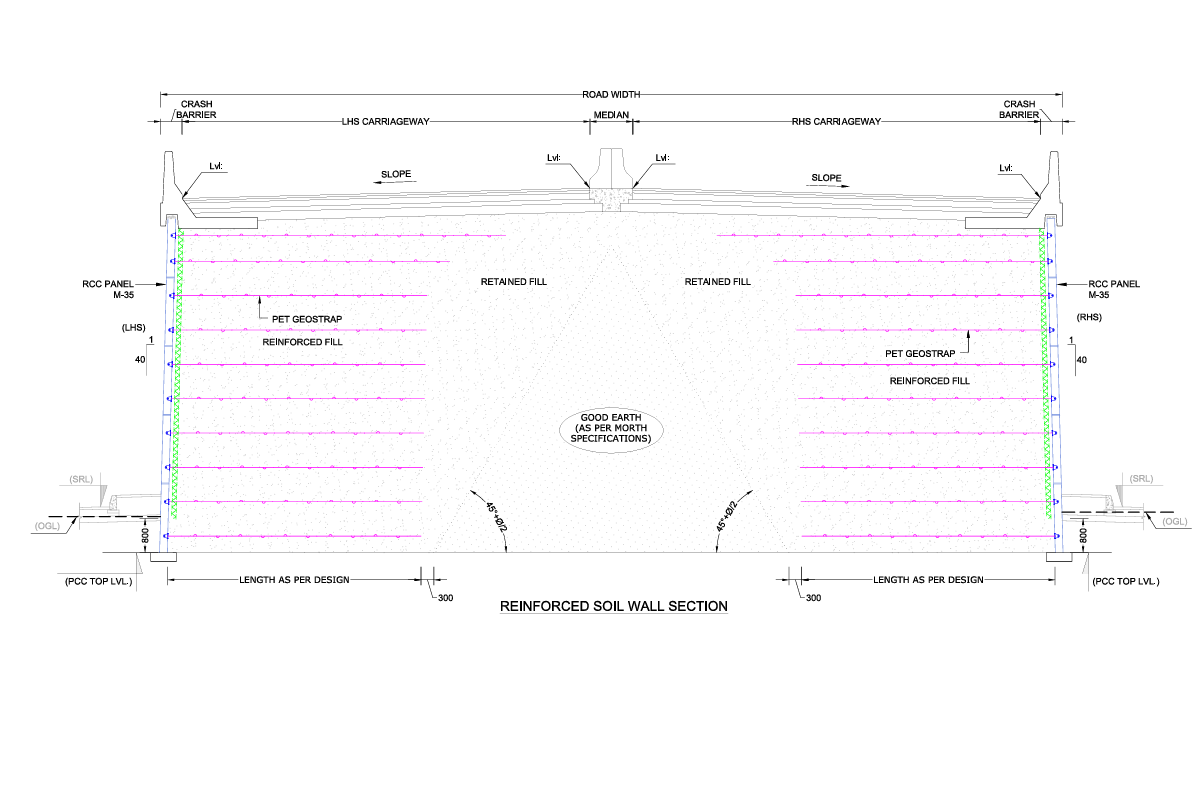 ROAD WIDTH
CRASH
BARRIER
LHS CARRIAGEWAY
MEDIAN
RHS CARRIAGEWAY
CRASH
BARRIER
Lvl:
Lvl:
Lvl:
Lvl:
SLOPE
SLOPE
RCC PANEL
M-35
RETAINED FILL
RETAINED FILL
RCC PANEL
M-35
(LHS)
PET GEOSTRAP
(RHS)
1
40
REINFORCED FILL
PET GEOSTRAP
1
40
REINFORCED FILL
GOOD EARTH
(AS PER MORTH
SPECIFICATIONS)
(SRL)
(SRL)
(OGL)
800
45°+Ø/2
45°+Ø/2
800
(OGL)
(PCC TOP LVL.)
LENGTH AS PER DESIGN
LENGTH AS PER DESIGN
(PCC TOP LVL.)
300
300
REINFORCED SOIL WALL SECTION